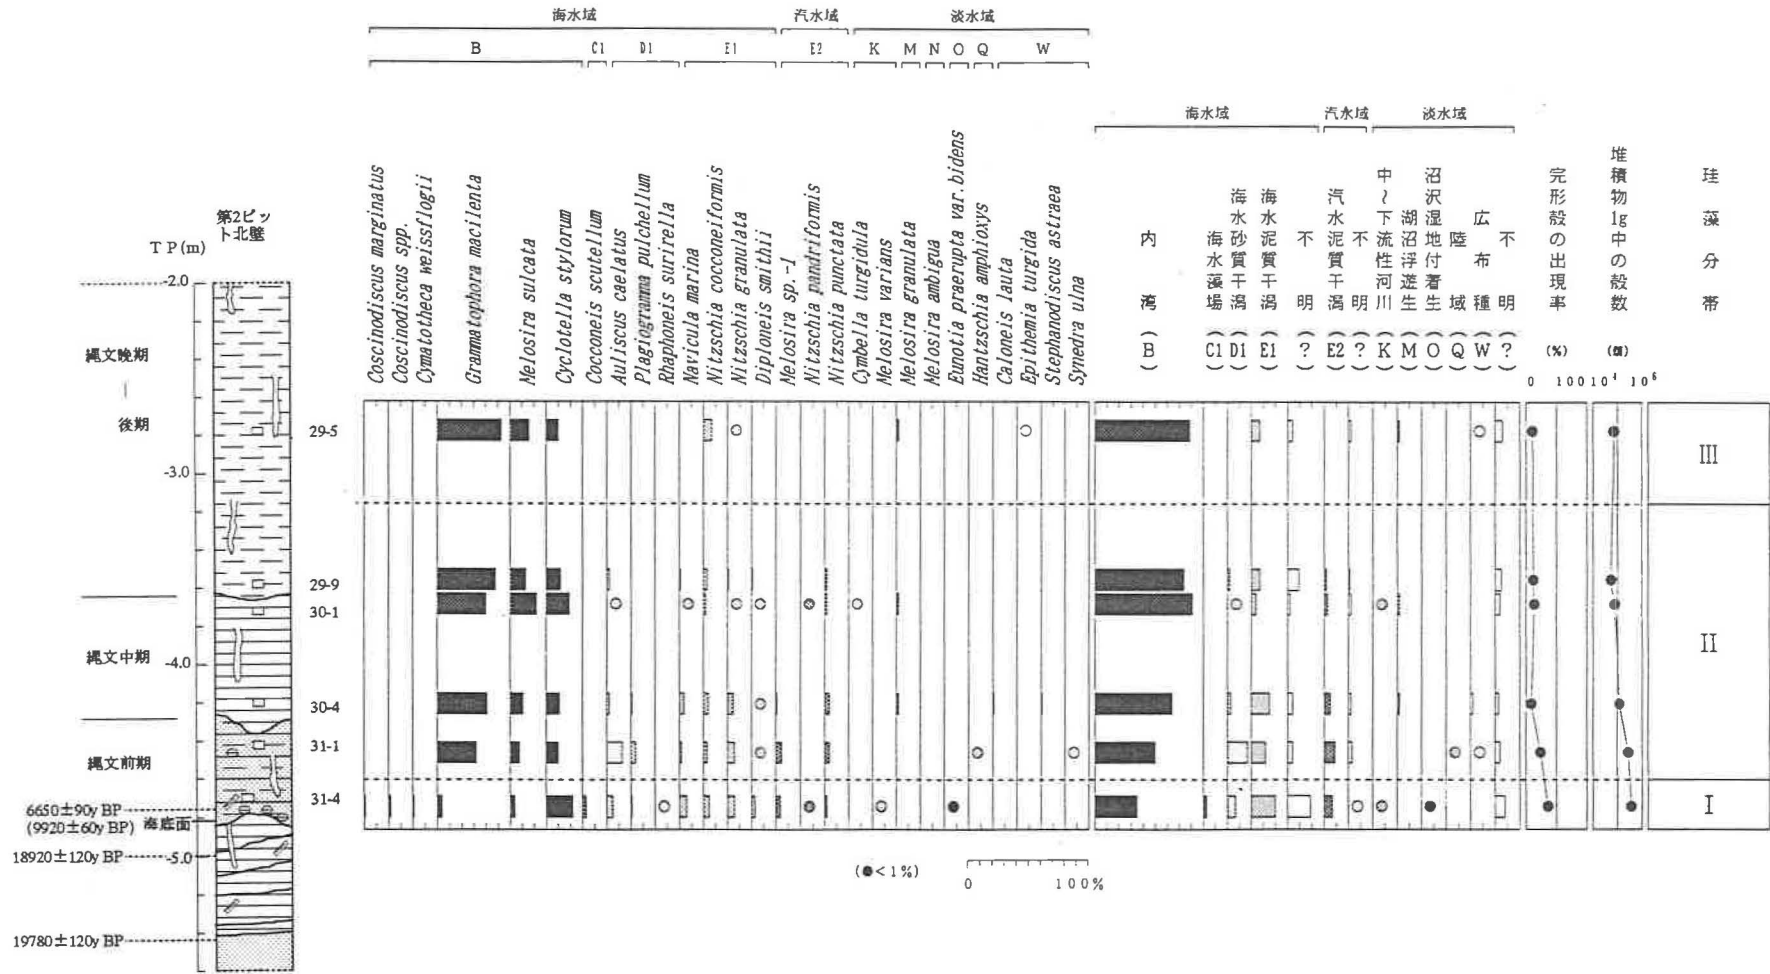 海水域 汽水域 淡水域
B C1 D1 E1 E2 K M N O Q W
海水域 汽水域 淡水域
第2ピッ
ト北壁
TP(m)
Coscinodiscus marginatus
Coscinodiscus spp.
Cymatotheca weissflogii
Grammatophora macilenta
Melosira sulcata
Cyclotella stylorum
Cocconeis scutellum
Auliscus caelatus
Plagiogramma pulchellum
Rhaphoneis surirella
Navicula marina
Nitzschia cocconeiformis
Nitzschia granulata
Diploneis smithii
Melosira sp.-1
Nitzschia pandriformis
Nitzschia punctata
Cymbella turgidula
Melosira varians
Melosira granulata
Melosira ambigua
Eunotia praerupta var.bidens
Hantzschia amphioxys
Caloneis lauta
Epithemia turgida
Stephanodiscus astraea
Synedra ulna
内湾(B)
海水藻場(C1)
海水砂質干潟(D1)
海水泥質干潟(E1)
不明(?)
汽水泥質干潟(E2)
不明(?)
中~下流性河川(K)
湖沼浮遊生(M)
沼沢湿地付着生(O)
陸域(Q)
広布種(W)
不明(?)
完形殻の出現率(%)
堆積物1g中の殻数(個)
珪藻分帯
0 100 10⁴ 10⁶
-2.0
縄文晩期
|
後期
29-5
-3.0
III
29-9
30-1
縄文中期
-4.0
II
30-4
31-1
縄文前期
31-4
6650±90y BP
I
(9920±60y BP) 海底面
18920±120y BP
-5.0
(●<1%)
0 100%
19780±120y BP